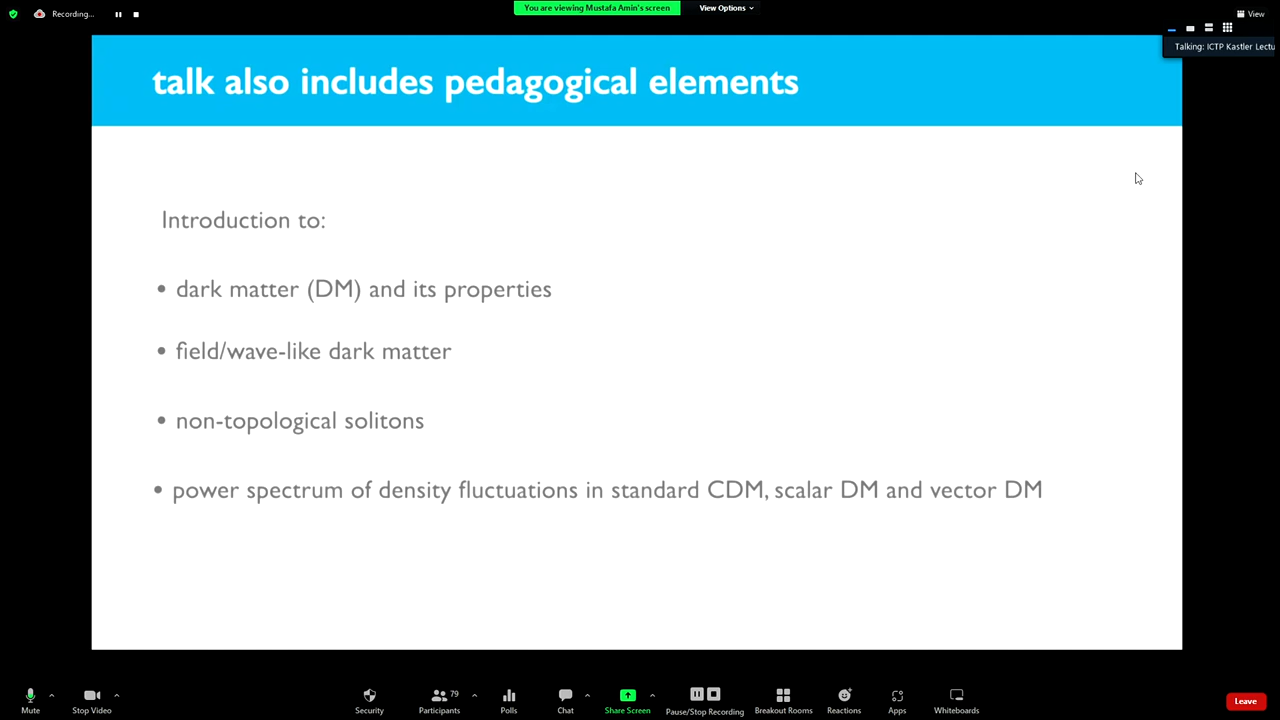 Recording...
You are viewing Mustafa Amin's screen
View Options
View
Talking: ICTP Kastler Lectu
talk also includes pedagogical elements
Introduction to:
• dark matter (DM) and its properties
• field/wave-like dark matter
• non-topological solitons
• power spectrum of density fluctuations in standard CDM, scalar DM and vector DM
79
Mute
Stop Video
Security
Participants
Polls
Chat
Share Screen
Pause/Stop Recording
Breakout Rooms
Reactions
Apps
Whiteboards
Leave